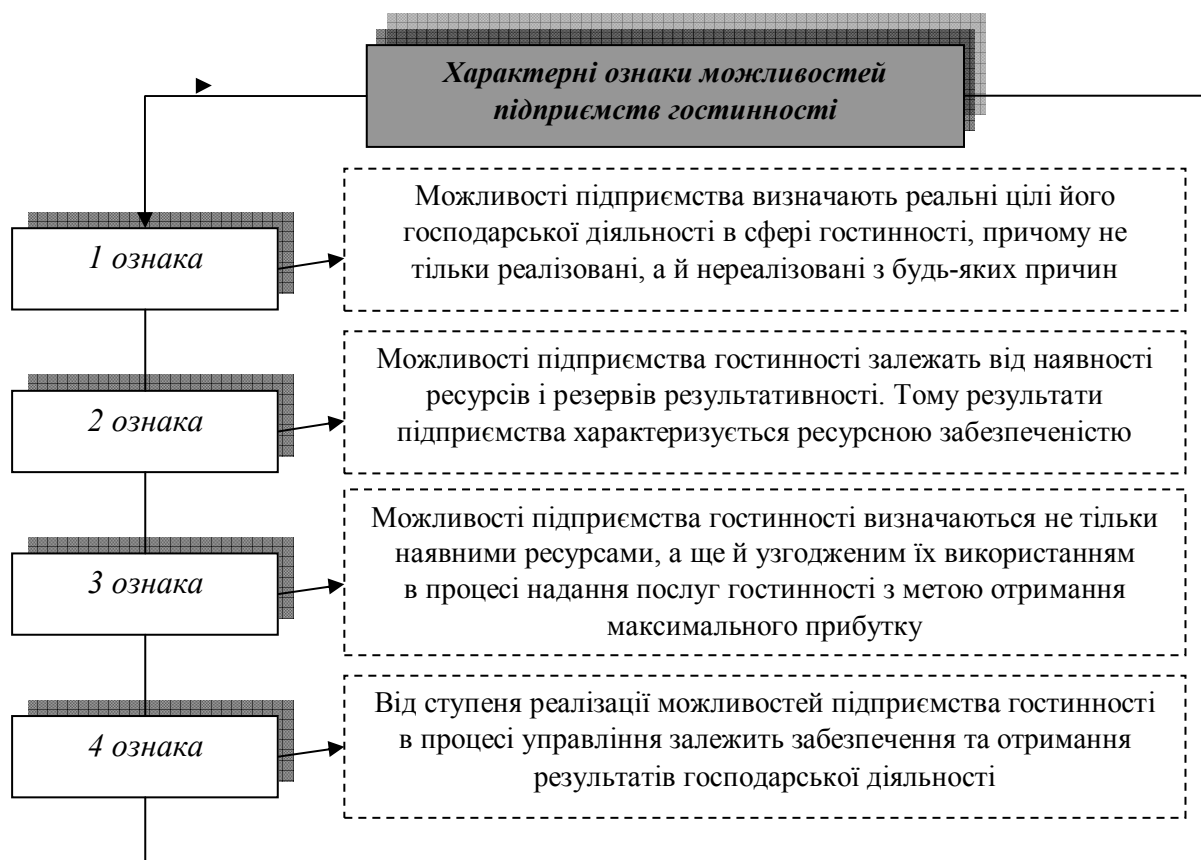 Характерні ознаки можливостей
підприємств гостинності
1 ознака
Можливості підприємства визначають реальні цілі його
господарської діяльності в сфері гостинності, причому не
тільки реалізовані, а й нереалізовані з будь-яких причин
2 ознака
Можливості підприємства гостинності залежать від наявності
ресурсів і резервів результативності. Тому результати
підприємства характеризується ресурсною забезпеченістю
3 ознака
Можливості підприємства гостинності визначаються не тільки
наявними ресурсами, а ще й узгодженим їх використанням
в процесі надання послуг гостинності з метою отримання
максимального прибутку
4 ознака
Від ступеня реалізації можливостей підприємства гостинності
в процесі управління залежить забезпечення та отримання
результатів господарської діяльності